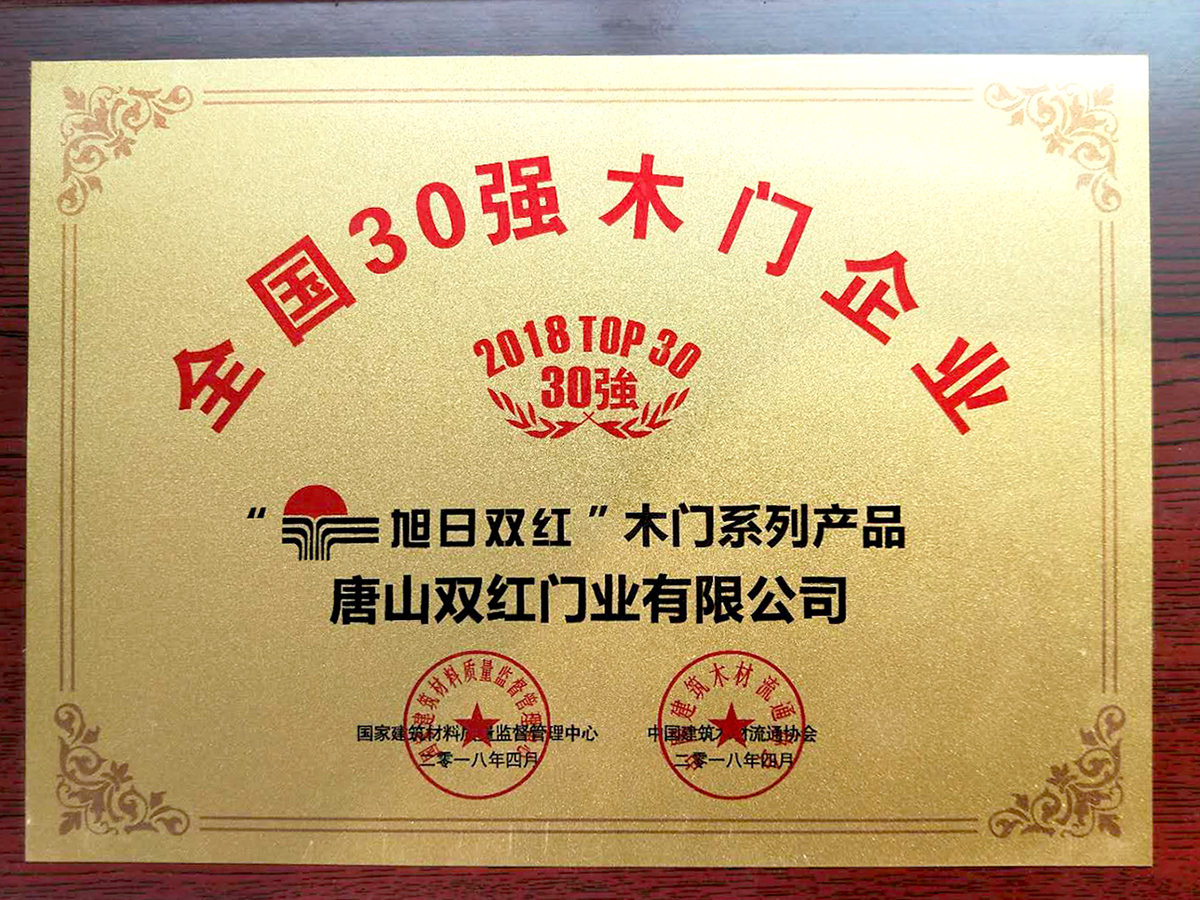 全国30强木门企业
2018 TOP 30
30強
“旭日双红”木门系列产品
唐山双红门业有限公司
国家建筑材料质量监督管理中心
二零一八年四月
中国建筑木材流通协会
二零一八年四月